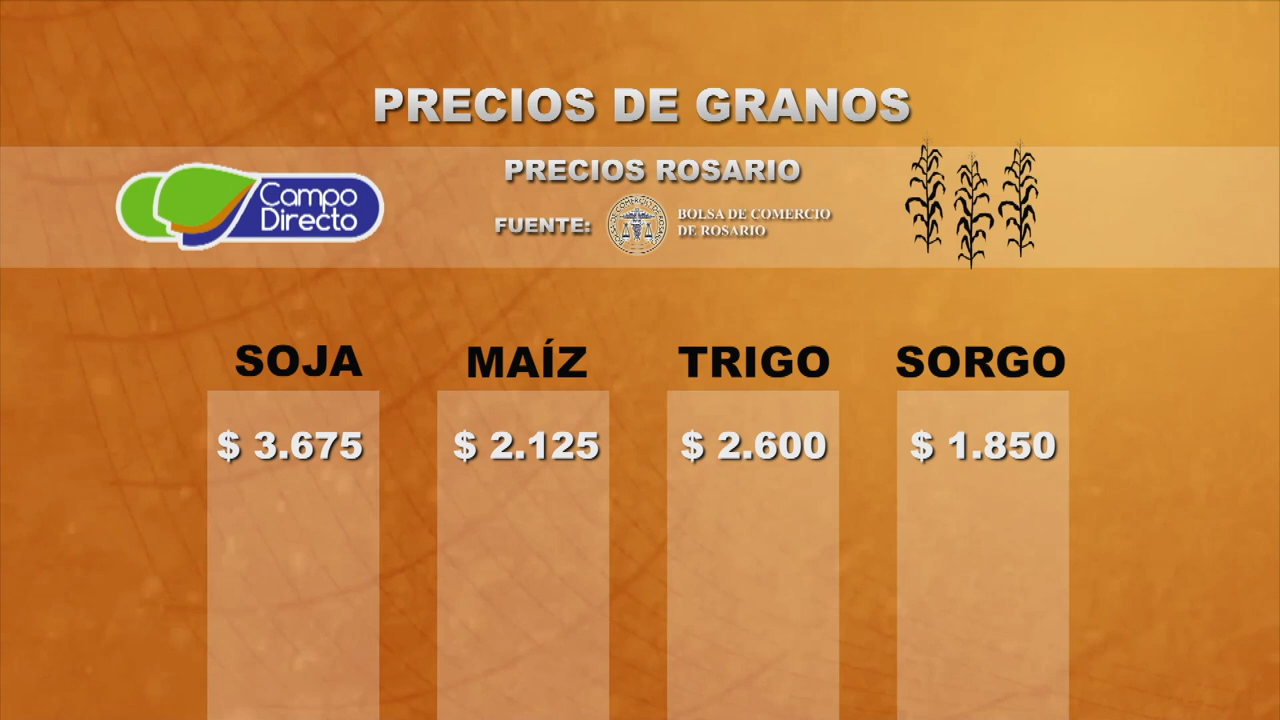 PRECIOS DE GRANOS
PRECIOS ROSARIO
Campo
Directo
FUENTE:
BOLSA DE COMERCIO
DE ROSARIO
SOJA MAÍZ TRIGO SORGO
$ 3.675 $ 2.125 $ 2.600 $ 1.850